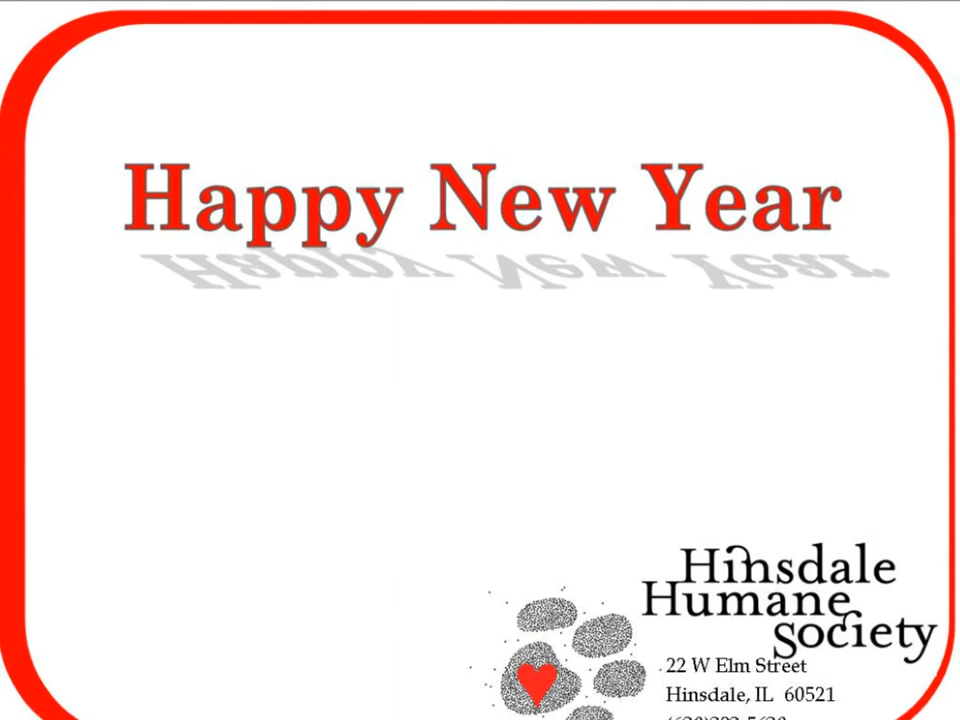 Happy New Year
Hinsdale
Humane
Society
22 W Elm Street
Hinsdale, IL 60521